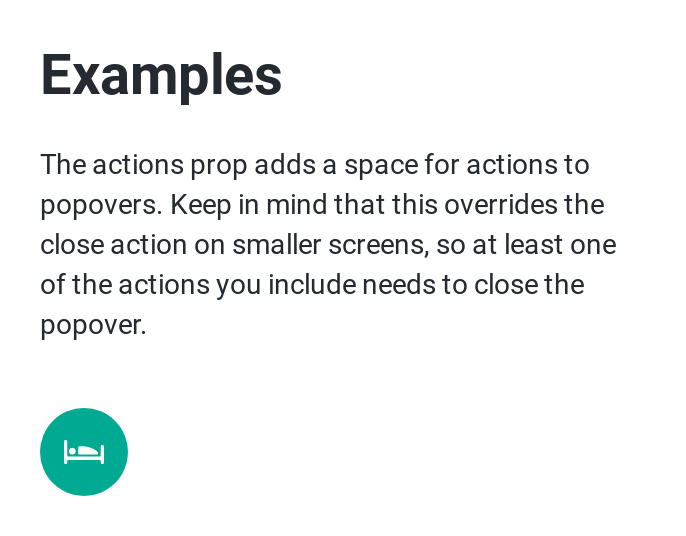 Examples
The actions prop adds a space for actions to
popovers. Keep in mind that this overrides the
close action on smaller screens, so at least one
of the actions you include needs to close the
popover.